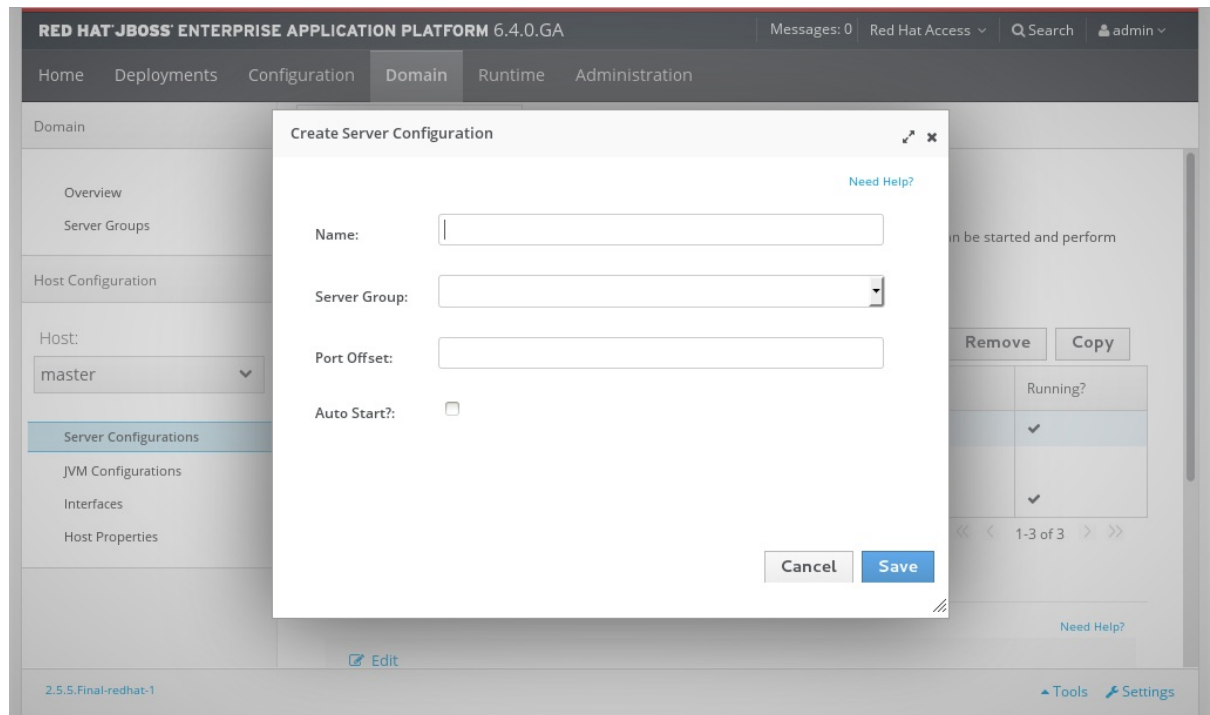 RED HAT JBOSS ENTERPRISE APPLICATION PLATFORM 6.4.0.GA Messages: 0 Red Hat Access Search admin
Home Deployments Configuration Domain Runtime Administration
Domain
Overview
Server Groups
Host Configuration
Host:
master
Server Configurations
JVM Configurations
Interfaces
Host Properties
Create Server Configuration
Need Help?
Name:
Server Group:
Port Offset:
Auto Start?:
Cancel Save
be started and perform
Remove Copy
Running?
1-3 of 3
Need Help?
Edit
2.5.5.Final-redhat-1 Tools Settings